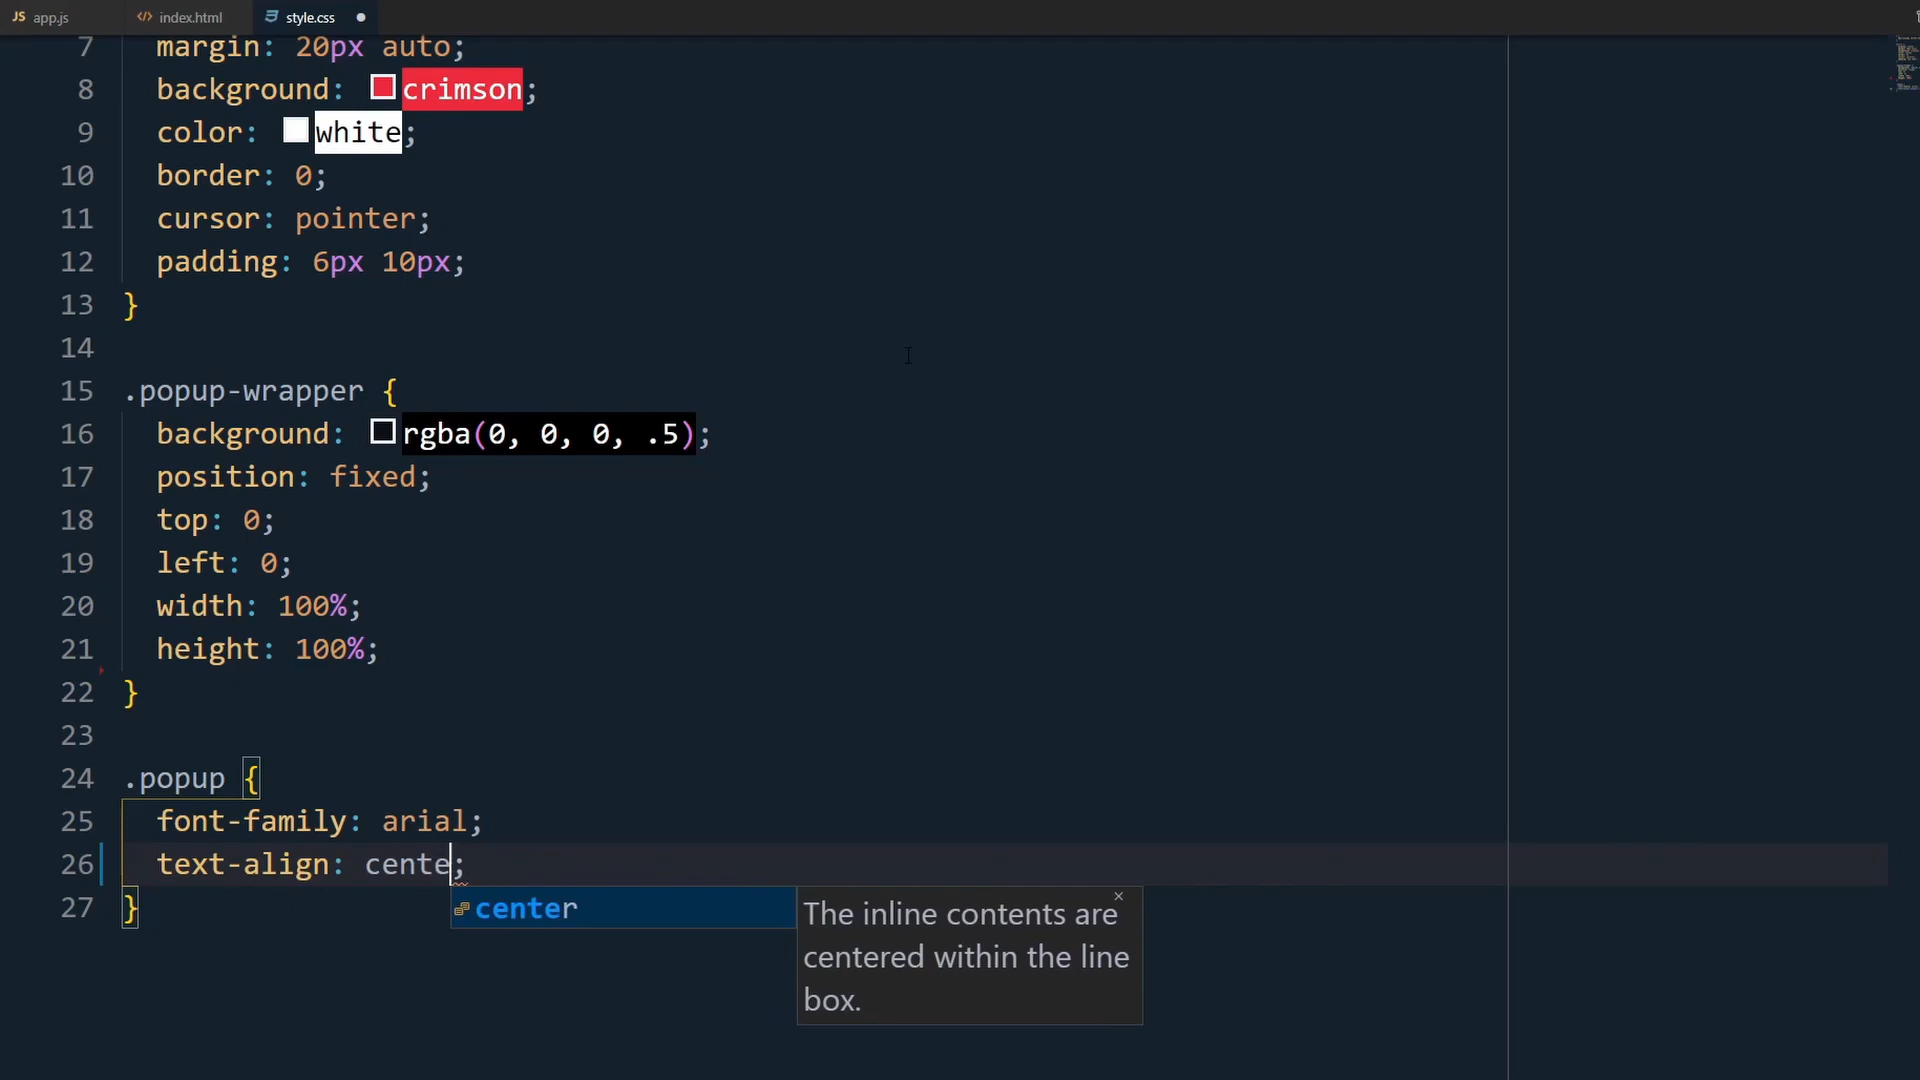 JS app.js <> index.html style.css ●
7 margin: 20px auto;
8 background: crimson;
9 color: white;
10 border: 0;
11 cursor: pointer;
12 padding: 6px 10px;
13 }
14
15 .popup-wrapper {
16 background: rgba(0, 0, 0, .5);
17 position: fixed;
18 top: 0;
19 left: 0;
20 width: 100%;
21 height: 100%;
22 }
23
24 .popup {
25 font-family: arial;
26 text-align: cente;
27 }
center
The inline contents are
centered within the line
box.